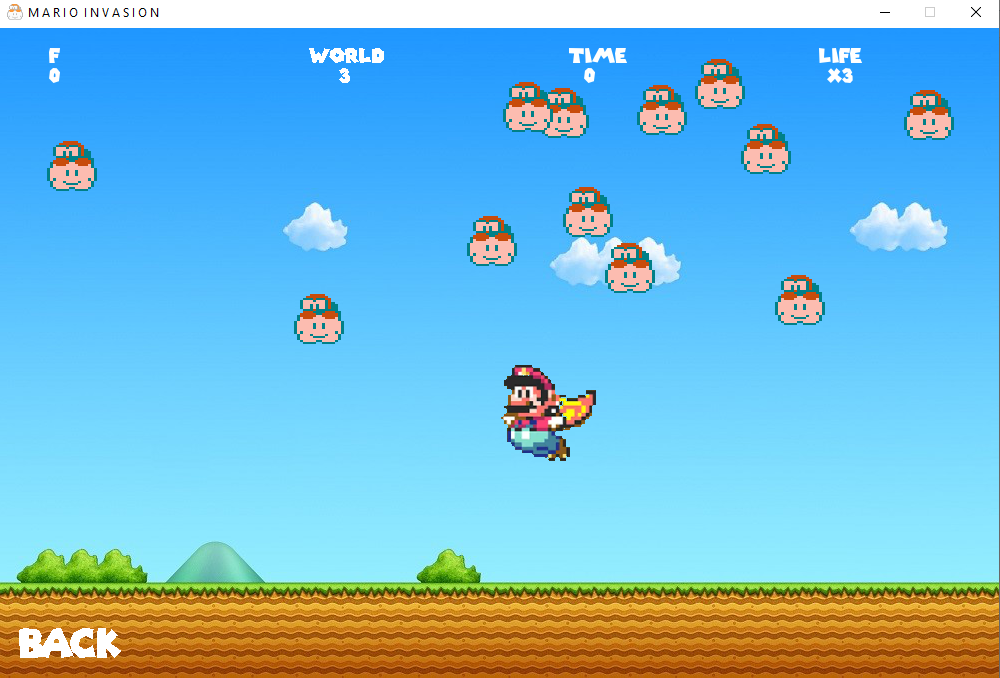 MARIO INVASION
F WORLD TIME LIFE
0 3 0 X3
BACK